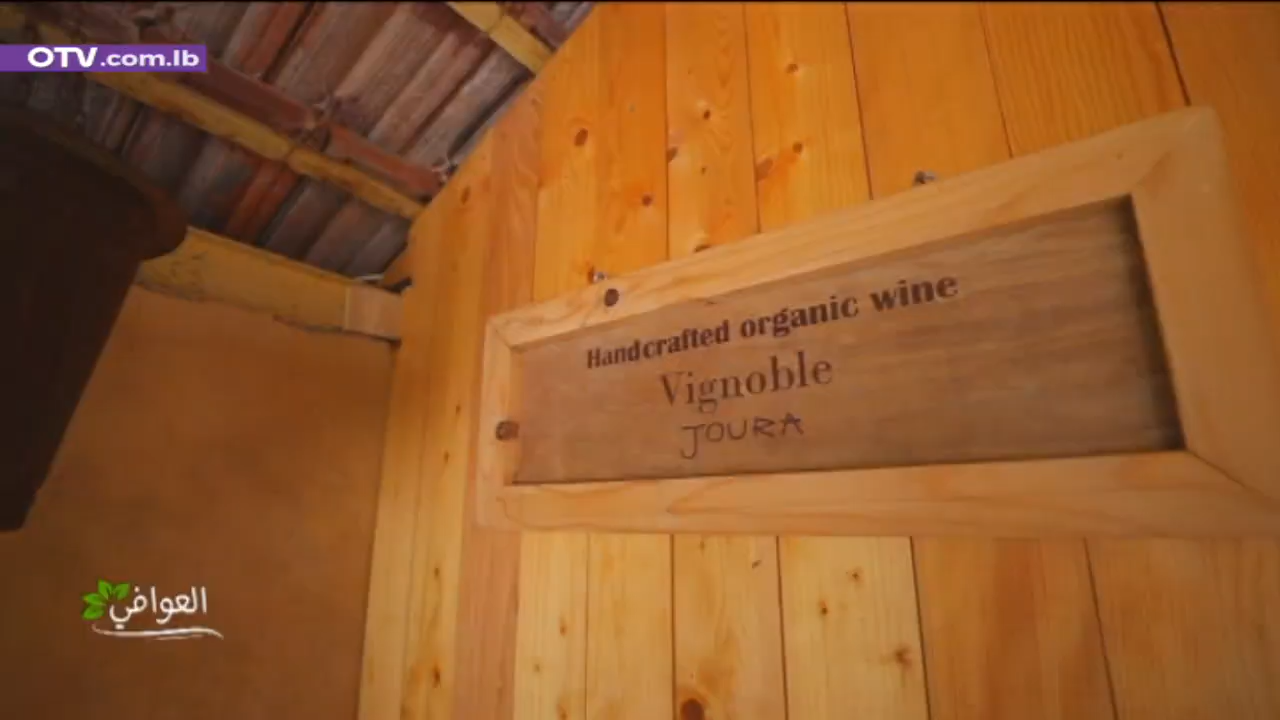 OTV.com.lb
Handcrafted organic wine
Vignoble
JOURA
العوافي